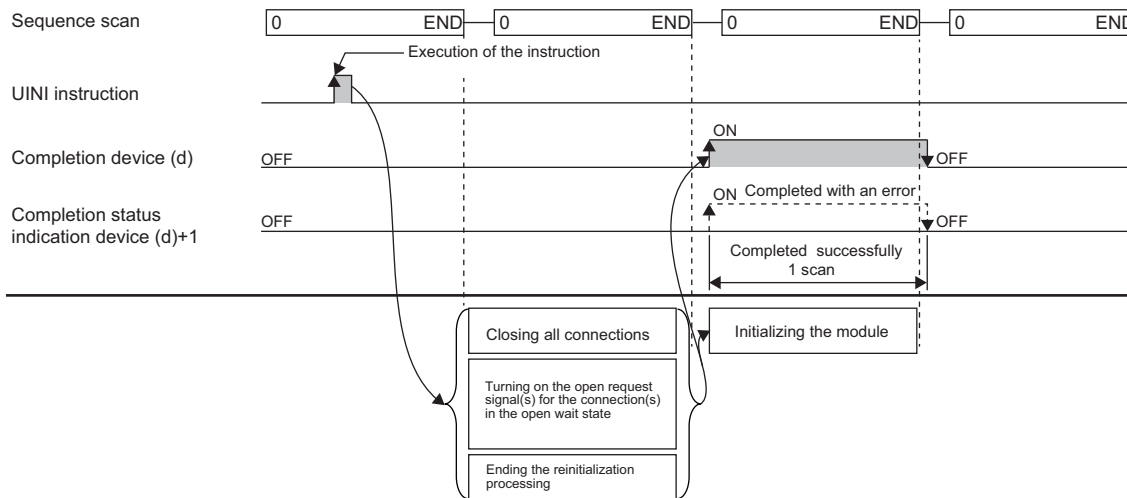 Sequence scan
0 END 0 END 0 END 0 END
Execution of the instruction
UINI instruction
ON
Completion device (d)
OFF
OFF
ON Completed with an error
Completion status
indication device (d)+1
OFF
OFF
Completed successfully
1 scan
Closing all connections
Initializing the module
Turning on the open request
signal(s) for the connection(s)
in the open wait state
Ending the reinitialization
processing